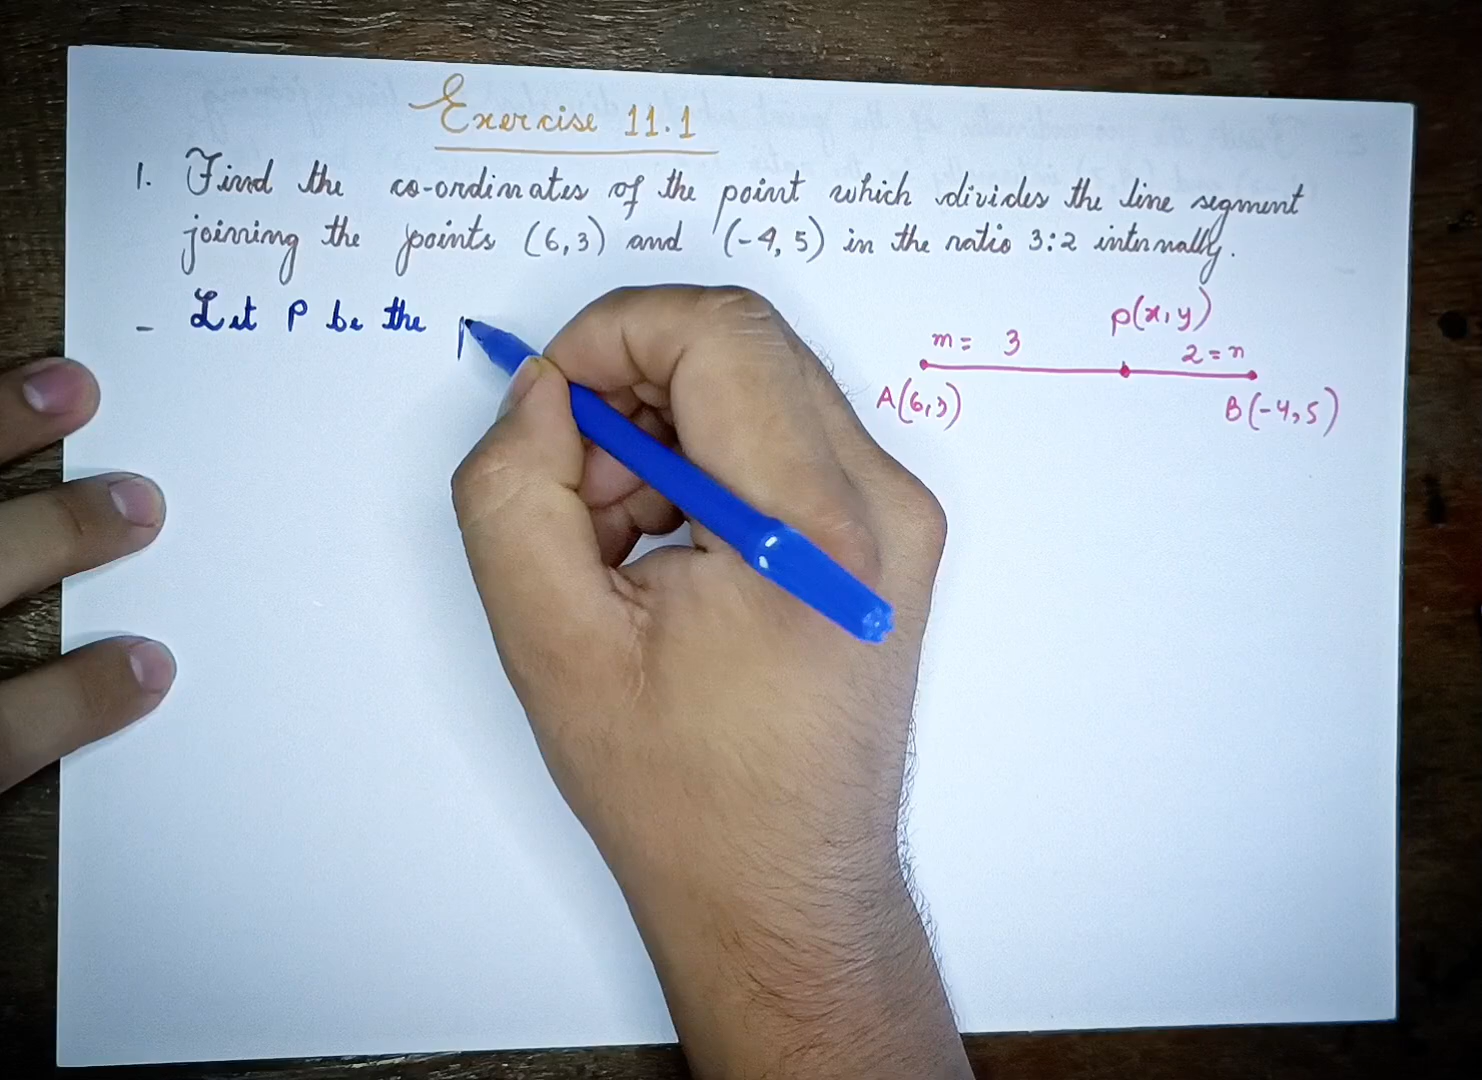 Exercise 11.1
1. Find the co-ordinates of the point which divides the line segment
joining the points (6,3) and (-4,5) in the ratio 3:2 internally.
- Let P be the p
P(x,y)
m = 3
2 = n
A(6,3)
B(-4,5)